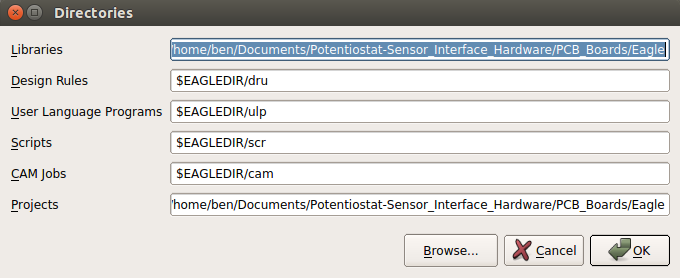 Directories
Libraries /home/ben/Documents/Potentiostat-Sensor_Interface_Hardware/PCB_Boards/Eagle
Design Rules $EAGLEDIR/dru
User Language Programs $EAGLEDIR/ulp
Scripts $EAGLEDIR/scr
CAM Jobs $EAGLEDIR/cam
Projects /home/ben/Documents/Potentiostat-Sensor_Interface_Hardware/PCB_Boards/Eagle
Browse... Cancel OK